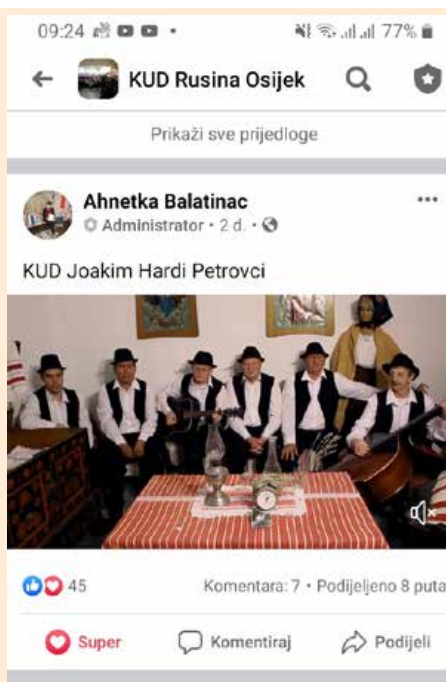 09:24 77%
KUD Rusina Osijek
Prikaži sve prijedloge
Ahnetka Balatinac
Administrator • 2 d. •
KUD Joakim Hardi Petrovci
45 Komentara: 7 • Podijeljeno 8 puta
Super Komentiraj Podijeli